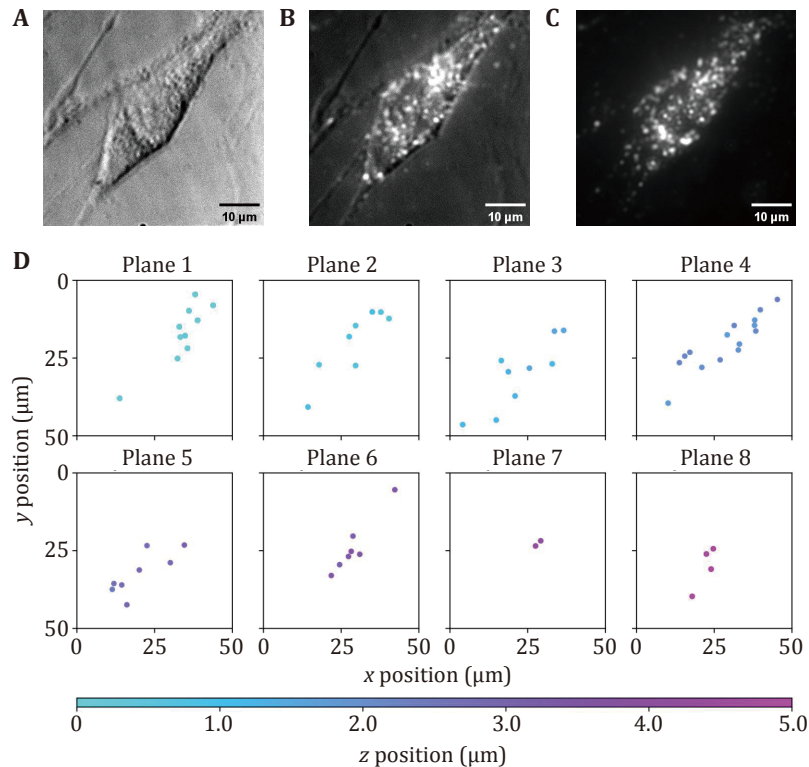 A
B
C
10 μm
10 μm
10 μm
D
Plane 1
Plane 2
Plane 3
Plane 4
0
25
50
Plane 5
Plane 6
Plane 7
Plane 8
0
25
50
y position (μm)
0 25 50
0 25 50
0 25 50
0 25 50
x position (μm)
0 1.0 2.0 3.0 4.0 5.0
z position (μm)